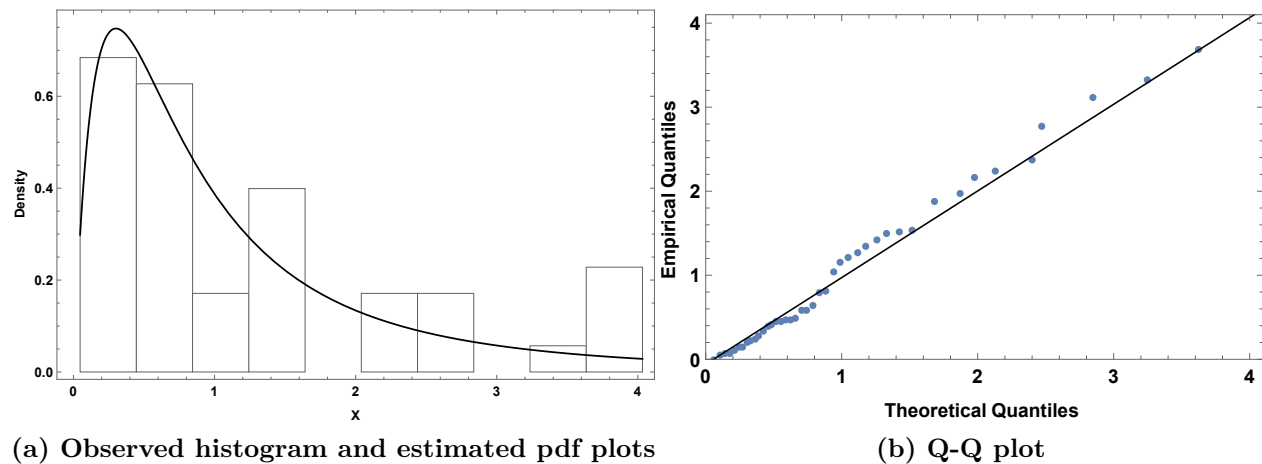 0.6
0.4
0.2
0.0
Density
0 1 2 3 4
X
(a) Observed histogram and estimated pdf plots
4
3
2
1
0
Empirical Quantiles
0 1 2 3 4
Theoretical Quantiles
(b) Q-Q plot